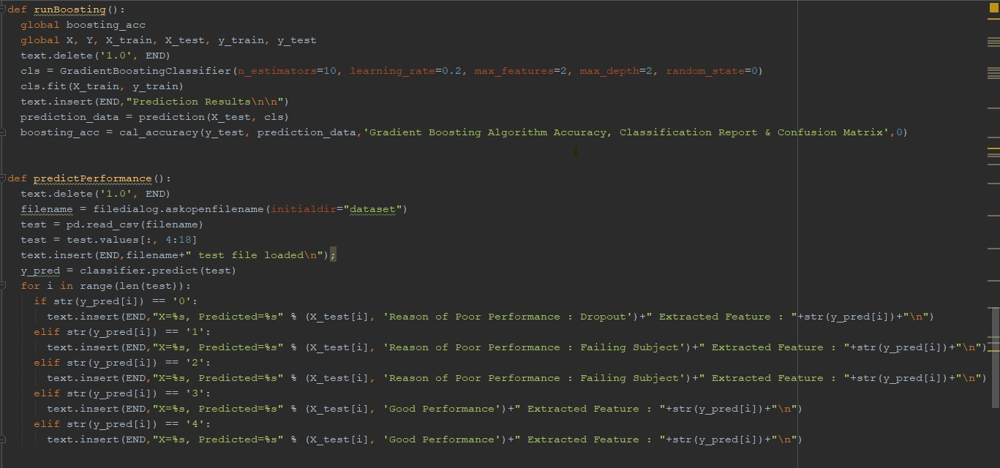 def runBoosting():
  global boosting_acc
  global X, Y, X_train, X_test, y_train, y_test
  text.delete('1.0', END)
  cls = GradientBoostingClassifier(n_estimators=10, learning_rate=0.2, max_features=2, max_depth=2, random_state=0)
  cls.fit(X_train, y_train)
  text.insert(END,"Prediction Results\n\n")
  prediction_data = prediction(X_test, cls)
  boosting_acc = cal_accuracy(y_test, prediction_data,'Gradient Boosting Algorithm Accuracy, Classification Report & Confusion Matrix',0)
def predictPerformance():
  text.delete('1.0', END)
  filename = filedialog.askopenfilename(initialdir="dataset")
  test = pd.read_csv(filename)
  test = test.values[:, 4:18]
  text.insert(END,filename+" test file loaded\n");
  y_pred = classifier.predict(test)
  for i in range(len(test)):
    if str(y_pred[i]) == '0':
      text.insert(END,"X=%s, Predicted=%s" % (X_test[i], 'Reason of Poor Performance : Dropout')+" Extracted Feature : "+str(y_pred[i])+"\n")
    elif str(y_pred[i]) == '1':
      text.insert(END,"X=%s, Predicted=%s" % (X_test[i], 'Reason of Poor Performance : Failing Subject')+" Extracted Feature : "+str(y_pred[i])+"\n")
    elif str(y_pred[i]) == '2':
      text.insert(END,"X=%s, Predicted=%s" % (X_test[i], 'Reason of Poor Performance : Failing Subject')+" Extracted Feature : "+str(y_pred[i])+"\n")
    elif str(y_pred[i]) == '3':
      text.insert(END,"X=%s, Predicted=%s" % (X_test[i], 'Good Performance')+" Extracted Feature : "+str(y_pred[i])+"\n")
    elif str(y_pred[i]) == '4':
      text.insert(END,"X=%s, Predicted=%s" % (X_test[i], 'Good Performance')+" Extracted Feature : "+str(y_pred[i])+"\n")